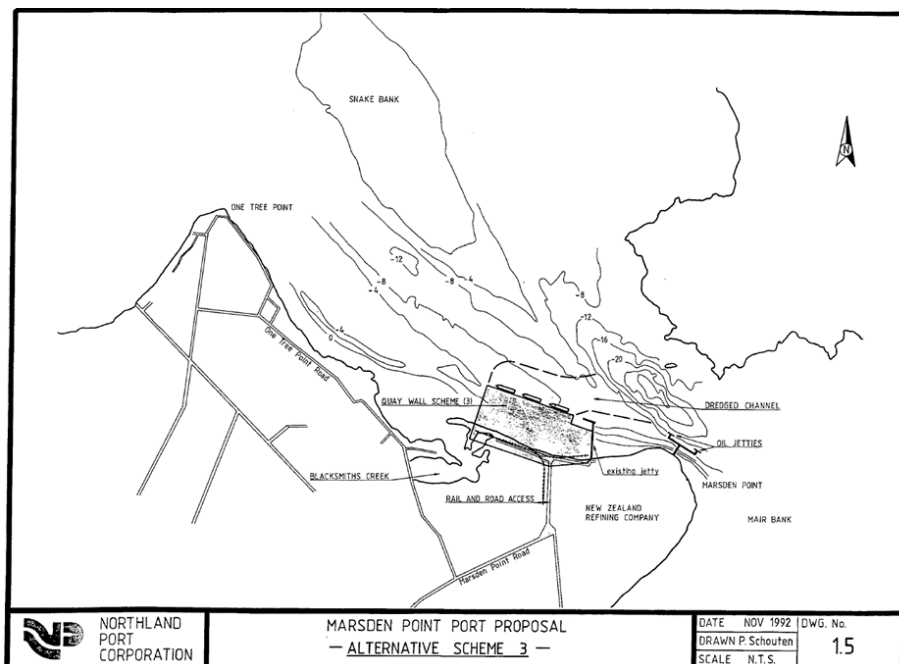 SNAKE BANK
N
ONE TREE POINT
-12
-8
-4
-8
-4
-8
-12
-4
0
-16
-20
One Tree Point Road
QUAY WALL SCHEME (3)
DREDGED CHANNEL
OIL JETTIES
BLACKSMITHS CREEK
existing jetty
MARSDEN POINT
RAIL AND ROAD ACCESS
NEW ZEALAND
REFINING COMPANY
MAIR BANK
Marsden Point Road
NORTHLAND
PORT
CORPORATION
MARSDEN POINT PORT PROPOSAL
— ALTERNATIVE SCHEME 3 —
DATE NOV 1992
DRAWN P. Schouten
SCALE N.T.S.
DWG. No.
1.5